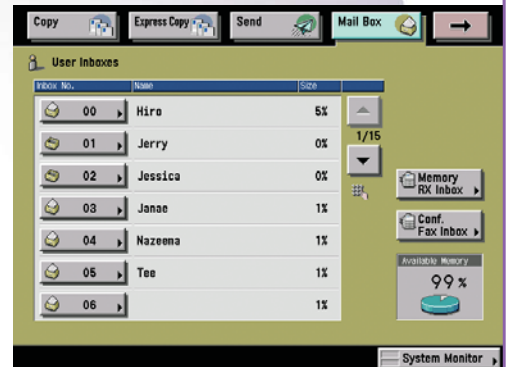 Copy Express Copy Send Mail Box
User Inboxes
Inbox No. Name Size
00 Hiro 5%
01 Jerry 0%
02 Jessica 0%
03 Janae 1%
04 Nazeena 1%
05 Tee 1%
06 1%
1/15
Memory
RX Inbox
Conf.
Fax Inbox
Available Memory
99%
System Monitor